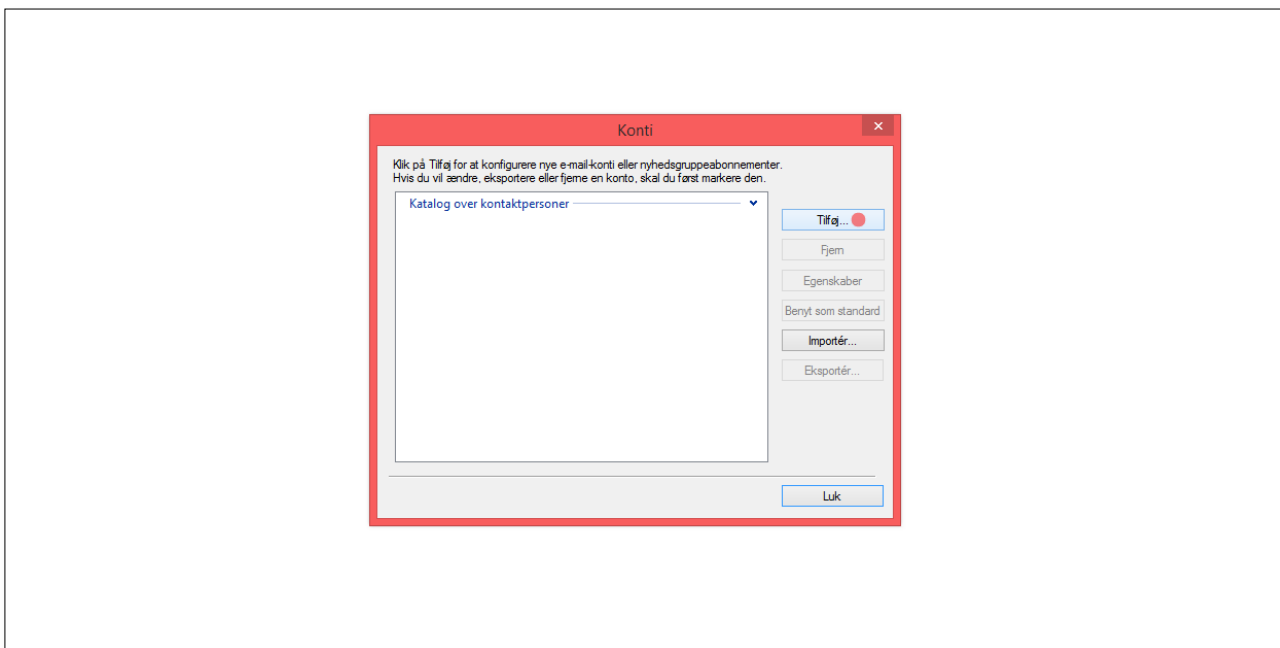 Konti
Klik på Tilføj for at konfigurere nye e-mail-konti eller nyhedsgruppeabonnementer.
Hvis du vil ændre, eksportere eller fjerne en konto, skal du først markere den.
Katalog over kontaktpersoner
Tilføj...
Fjern
Egenskaber
Benyt som standard
Importér...
Eksportér...
Luk